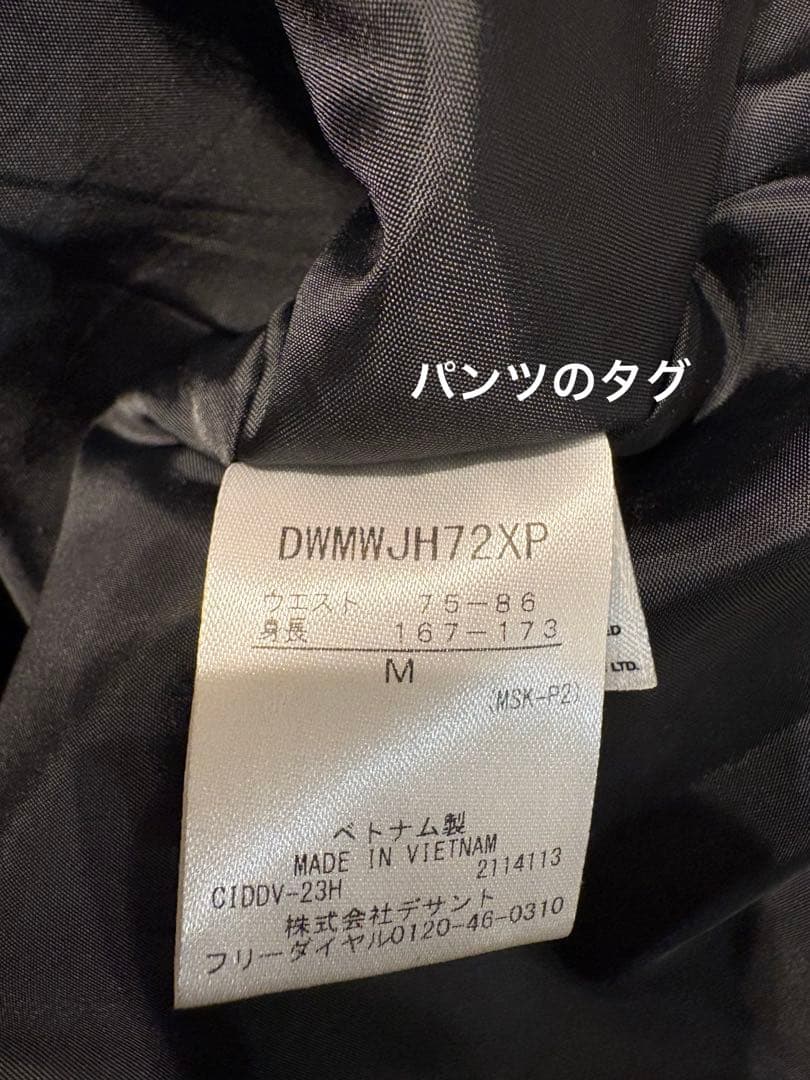 パンツのタグ
DWMWJH72XP
ウエスト 75-86
身長 167-173
M
(MSK-P2)
ベトナム製
MADE IN VIETNAM
CIDDV-23H 2114113
株式会社デサント
フリーダイヤル0120-46-0310
LTD.